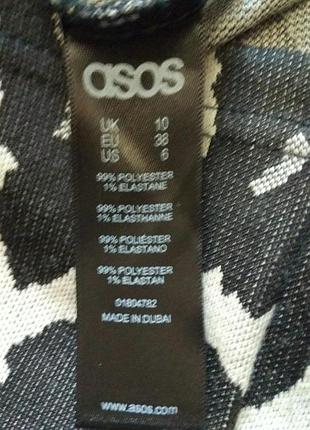 asos
UK 10
EU 38
US 6
99% POLYESTER
1% ELASTANE
99% POLYESTER
1% ELASTHANNE
99% POLIÉSTER
1% ELASTANO
99% POLYESTER
1% ELASTAN
01804782
MADE IN DUBAI
www.asos.com